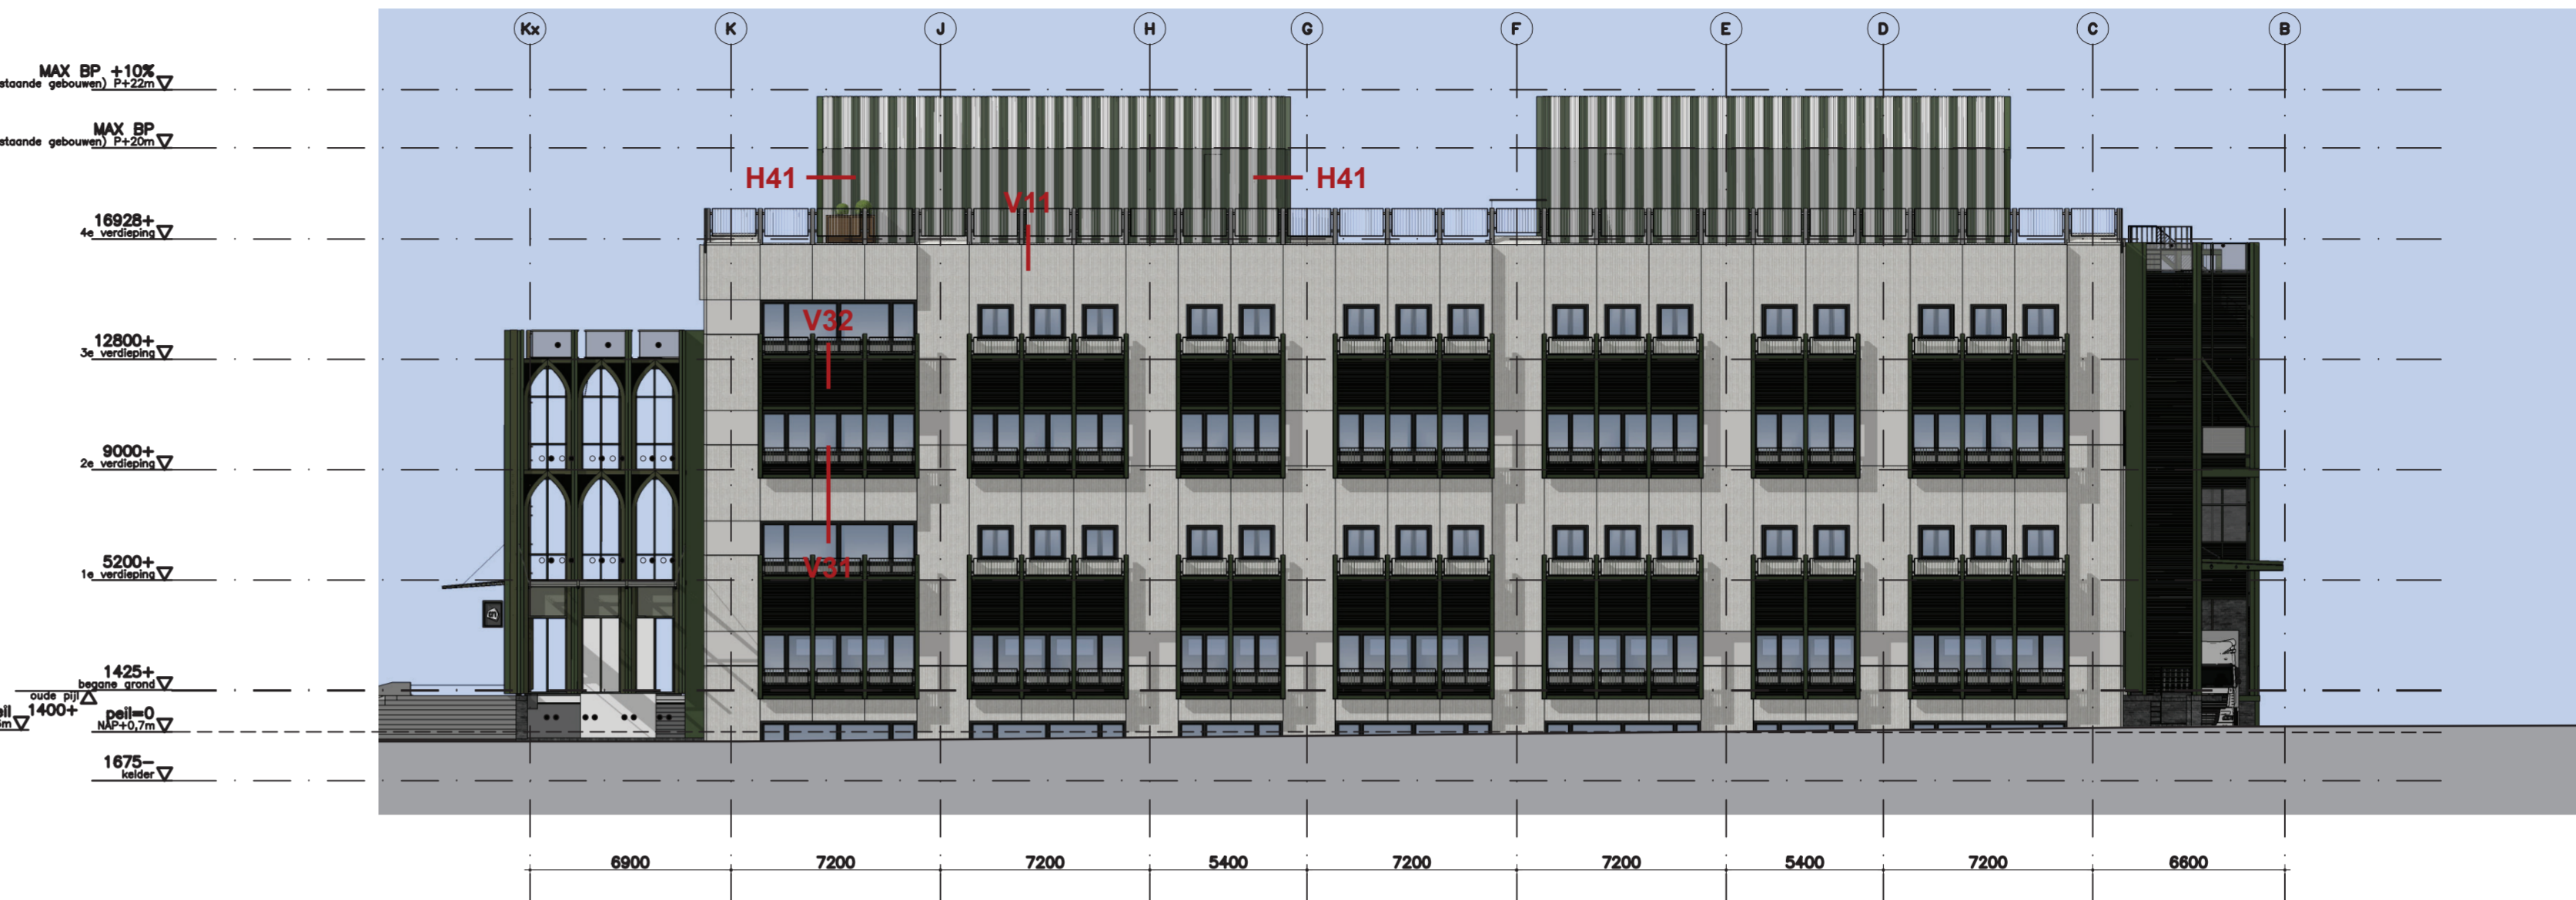 Kx K J H G F E D C B
MAX BP +10%
staande gebouwen) P+22m
MAX BP
staande gebouwen) P+20m
H41 H41
V11
16928+
4e verdieping
V32
12800+
3e verdieping
9000+
2e verdieping
5200+
1e verdieping
V31
1425+
begane grond
oude pijl
1400+
peil=0
NAP+0,7m
1675-
kelder
6900 7200 7200 5400 7200 7200 5400 7200 6600